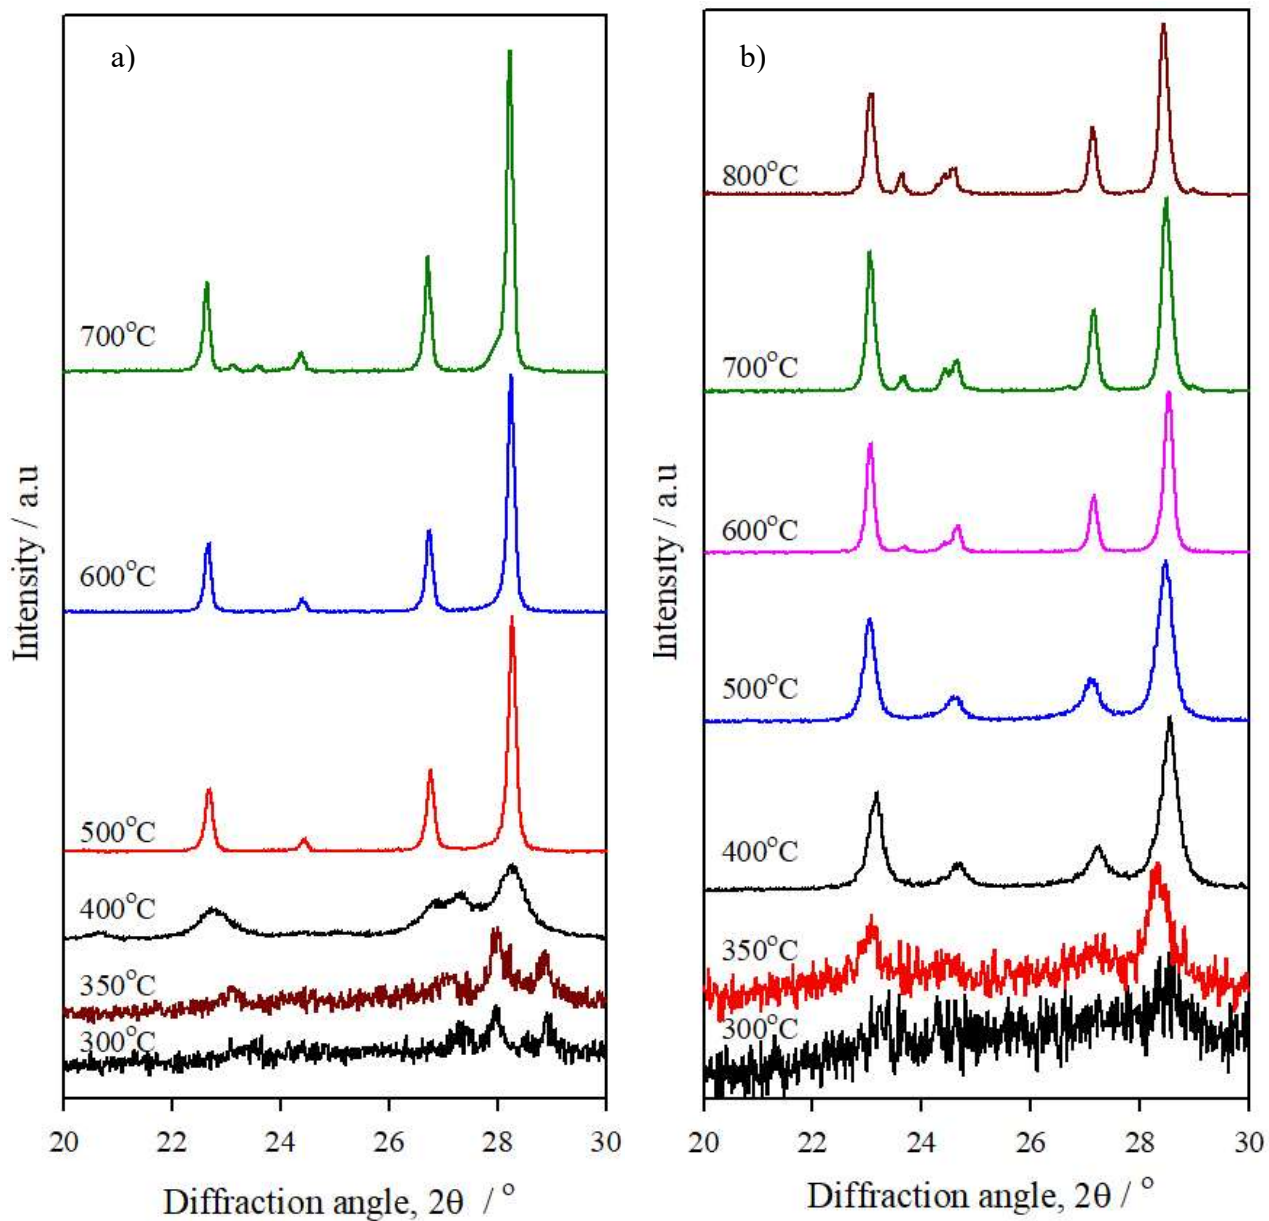 a)
700°C
600°C
500°C
400°C
350°C
300°C
Intensity / a.u
20 22 24 26 28 30
Diffraction angle, 2θ / °
b)
800°C
700°C
600°C
500°C
400°C
350°C
300°C
Intensity / a.u
20 22 24 26 28 30
Diffraction angle, 2θ / °